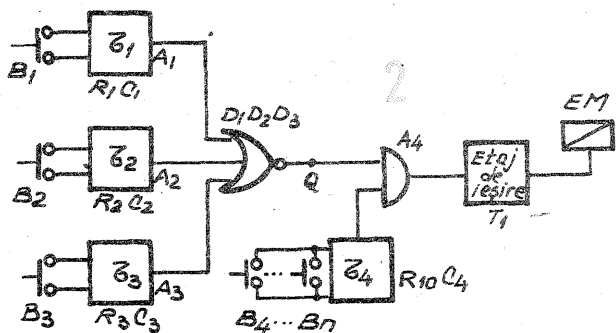 B1
𝜏1
A1
R1C1
B2
𝜏2
A2
R2C2
B3
𝜏3
A3
R3C3
D1D2D3
Q
A4
2
B4...Bn
𝜏4
R10C4
Etaj
de
ieșire
T1
EM